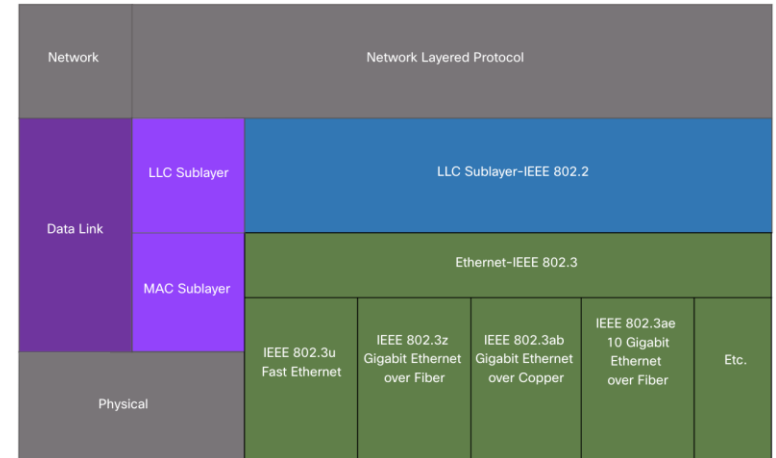 Network
Network Layered Protocol
Data Link
LLC Sublayer
LLC Sublayer-IEEE 802.2
MAC Sublayer
Ethernet-IEEE 802.3
IEEE 802.3u
Fast Ethernet
IEEE 802.3z
Gigabit Ethernet
over Fiber
IEEE 802.3ab
Gigabit Ethernet
over Copper
IEEE 802.3ae
10 Gigabit
Ethernet
over Fiber
Etc.
Physical